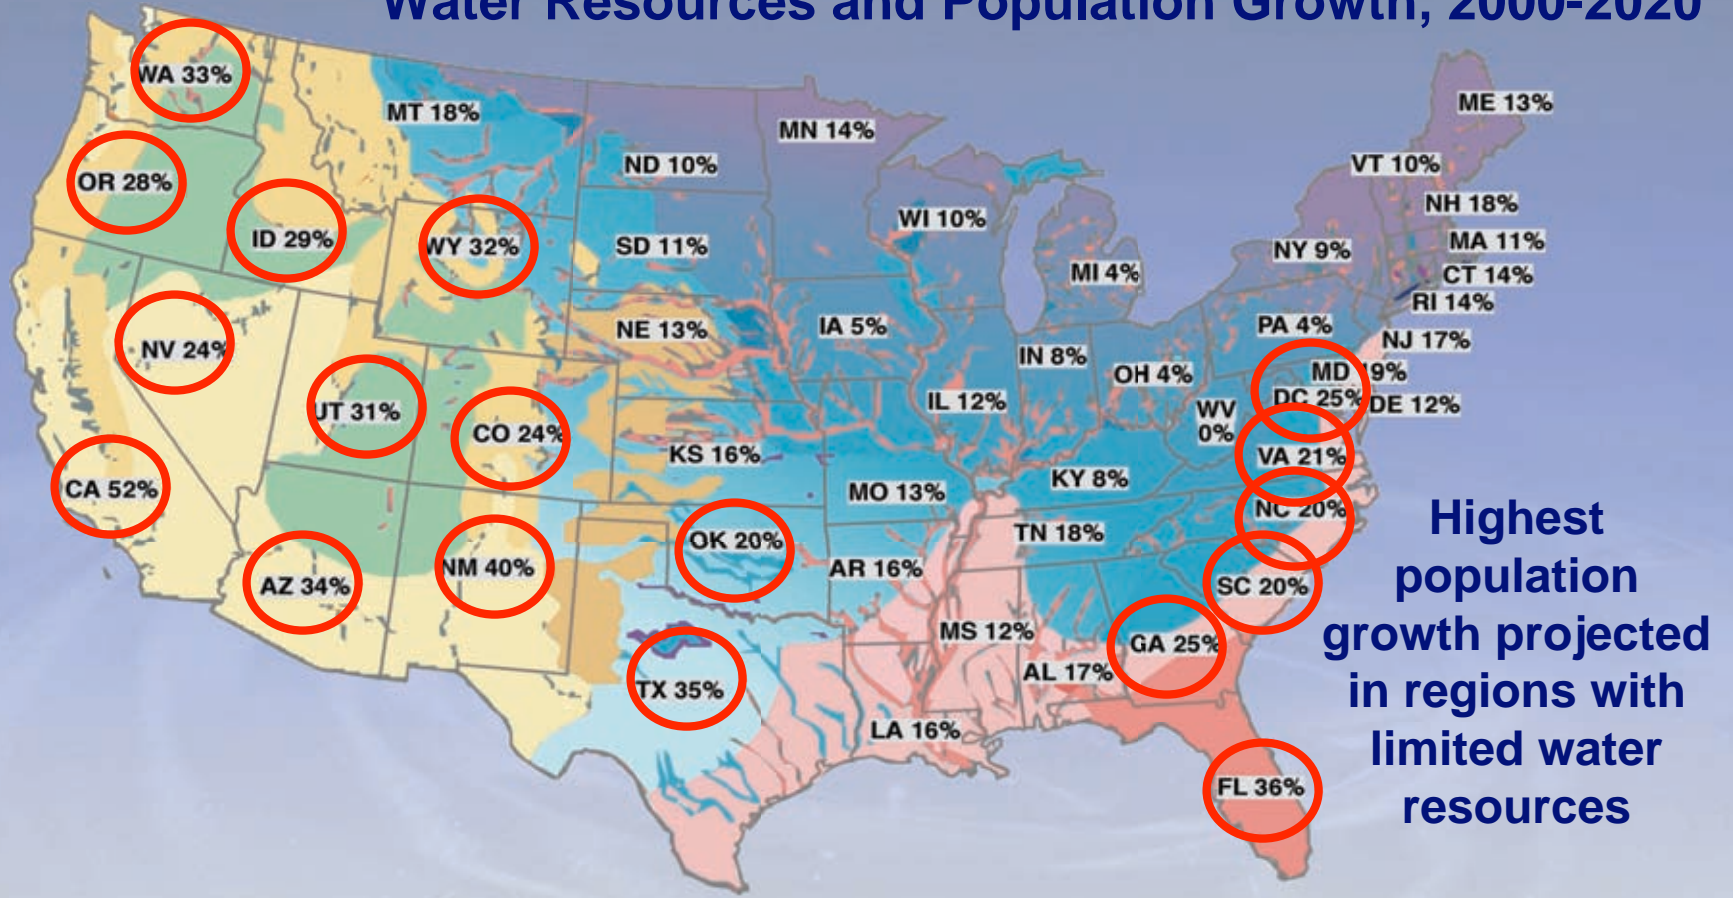 Water Resources and Population Growth, 2000-2020
WA 33%
MT 18%
ND 10%
MN 14%
ME 13%
VT 10%
NH 18%
OR 28%
ID 29%
WY 32%
SD 11%
WI 10%
MI 4%
NY 9%
MA 11%
CT 14%
RI 14%
NV 24%
NE 13%
IA 5%
IN 8%
OH 4%
PA 4%
NJ 17%
MD 19%
DC 25%
DE 12%
UT 31%
CO 24%
KS 16%
IL 12%
WV
0%
VA 21%
CA 52%
MO 13%
KY 8%
NC 20%
AZ 34%
NM 40%
OK 20%
AR 16%
TN 18%
SC 20%
TX 35%
MS 12%
AL 17%
GA 25%
LA 16%
FL 36%
Highest
population
growth projected
in regions with
limited water
resources